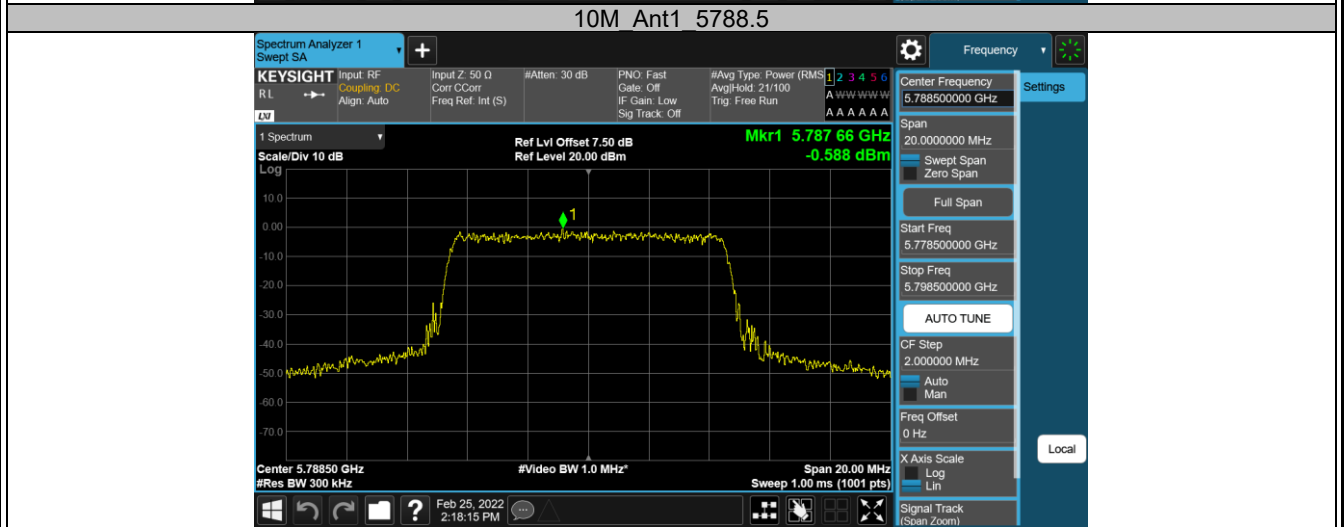 10M_Ant1_5788.5
Spectrum Analyzer 1
Swept SA
+
Frequency
KEYSIGHT
R L
LXI
Input: RF
Coupling: DC
Align: Auto
Input Z: 50 Ω
Corr CCorr
Freq Ref: Int (S)
#Atten: 30 dB
PNO: Fast
Gate: Off
IF Gain: Low
Sig Track: Off
#Avg Type: Power (RMS
Avg|Hold: 21/100
Trig: Free Run
1 2 3 4 5 6
A W W W W W
A A A A A A
1 Spectrum
Scale/Div 10 dB
Log
Ref Lvl Offset 7.50 dB
Ref Level 20.00 dBm
Mkr1 5.787 66 GHz
-0.588 dBm
10.0
0.00
-10.0
-20.0
-30.0
-40.0
-50.0
-60.0
-70.0
1
Center 5.78850 GHz
#Res BW 300 kHz
#Video BW 1.0 MHz*
Span 20.00 MHz
Sweep 1.00 ms (1001 pts)
Center Frequency
5.788500000 GHz
Settings
Span
20.0000000 MHz
Swept Span
Zero Span
Full Span
Start Freq
5.778500000 GHz
Stop Freq
5.798500000 GHz
AUTO TUNE
CF Step
2.000000 MHz
Auto
Man
Freq Offset
0 Hz
X Axis Scale
Log
Lin
Local
Signal Track
(Span Zoom)
?
Feb 25, 2022
2:18:15 PM